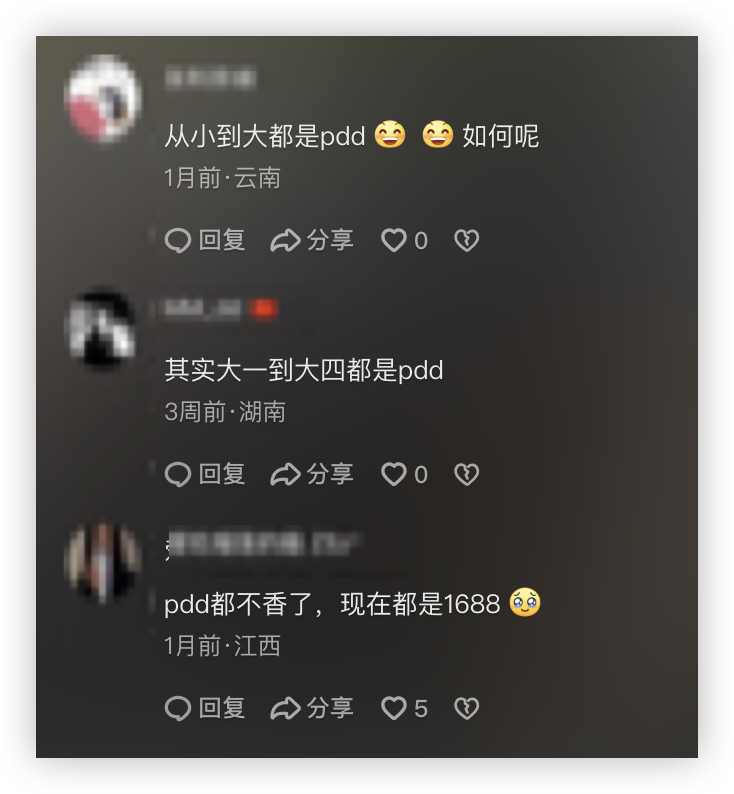 从小到大都是pdd 😁 😁 如何呢
1月前·云南
回复 分享 0
其实大一到大四都是pdd
3周前·湖南
回复 分享 0
pdd都不香了，现在都是1688 🥹
1月前·江西
回复 分享 5